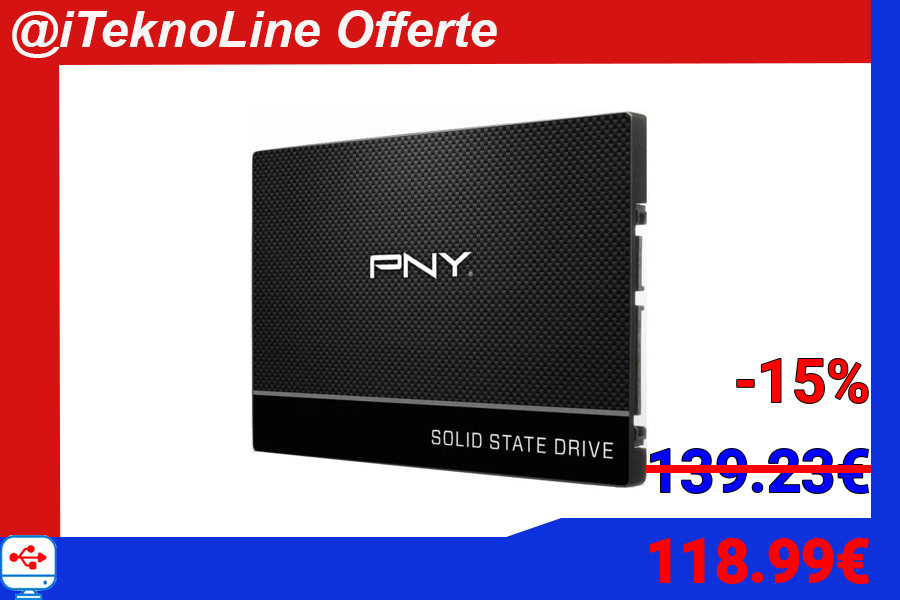 @iTeknoLine Offerte
PNY
SOLID STATE DRIVE
-15%
139.23€
118.99€